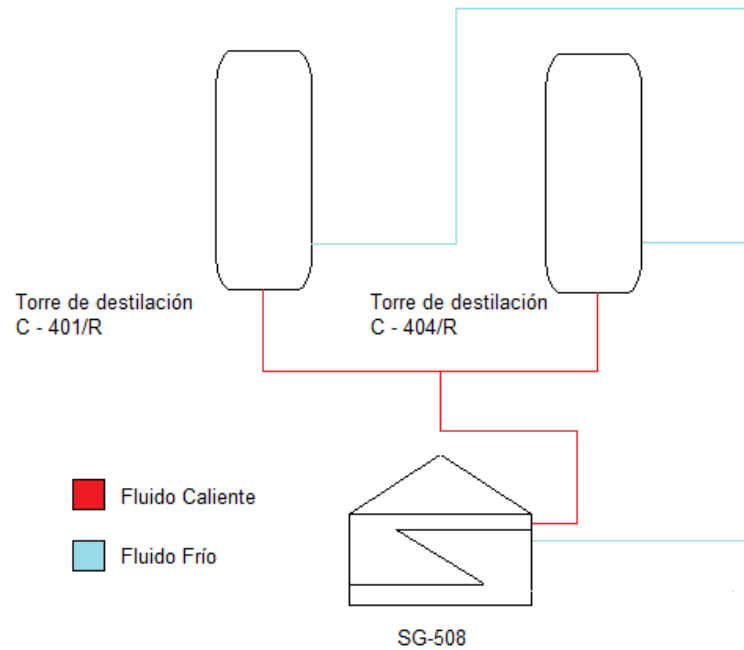 Torre de destilación
C - 401/R
Torre de destilación
C - 404/R
Fluido Caliente
Fluido Frío
SG-508